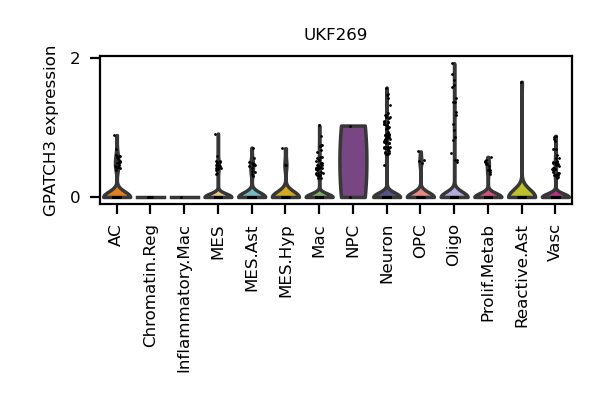 UKF269
GPATCH3 expression
2
0
AC
Chromatin.Reg
Inflammatory.Mac
MES
MES.Ast
MES.Hyp
Mac
NPC
Neuron
OPC
Oligo
Prolif.Metab
Reactive.Ast
Vasc